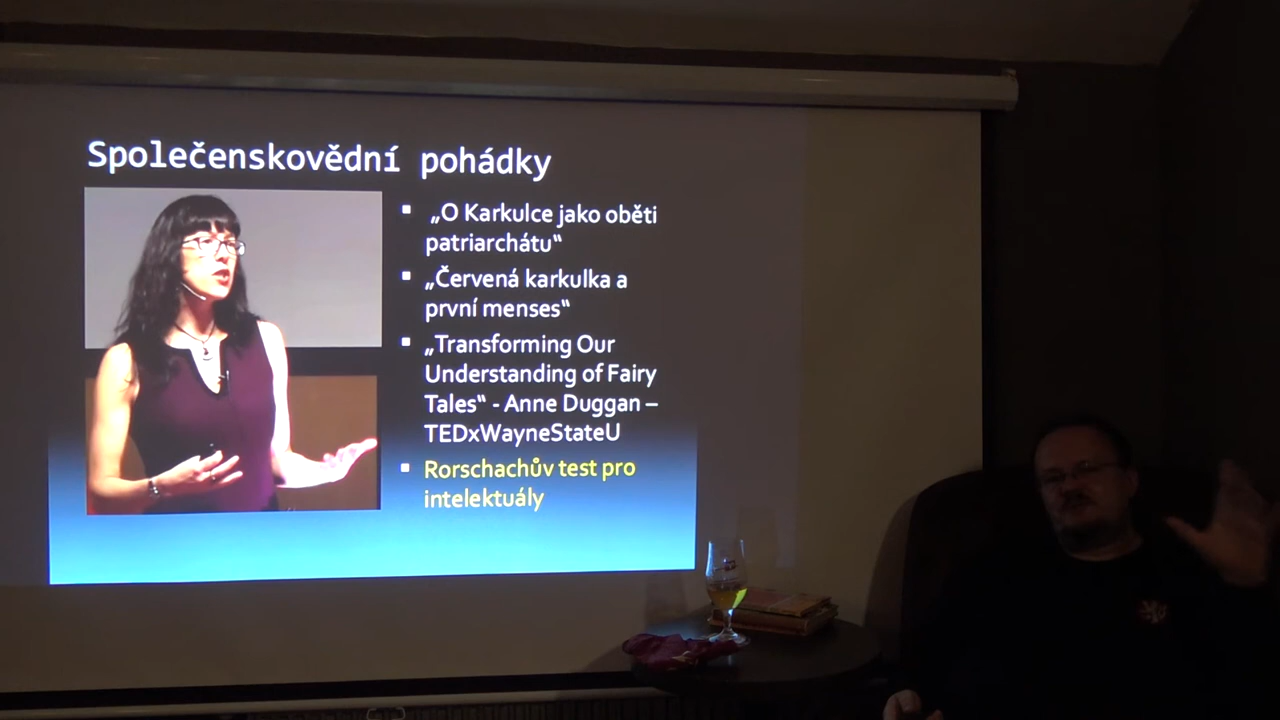 Společenskovědní pohádky
„O Karkulce jako oběti
patriarchátu“
„Červená karkulka a
první menses“
„Transforming Our
Understanding of Fairy
Tales“ - Anne Duggan –
TEDxWayneStateU
Rorschachův test pro
intelektuály